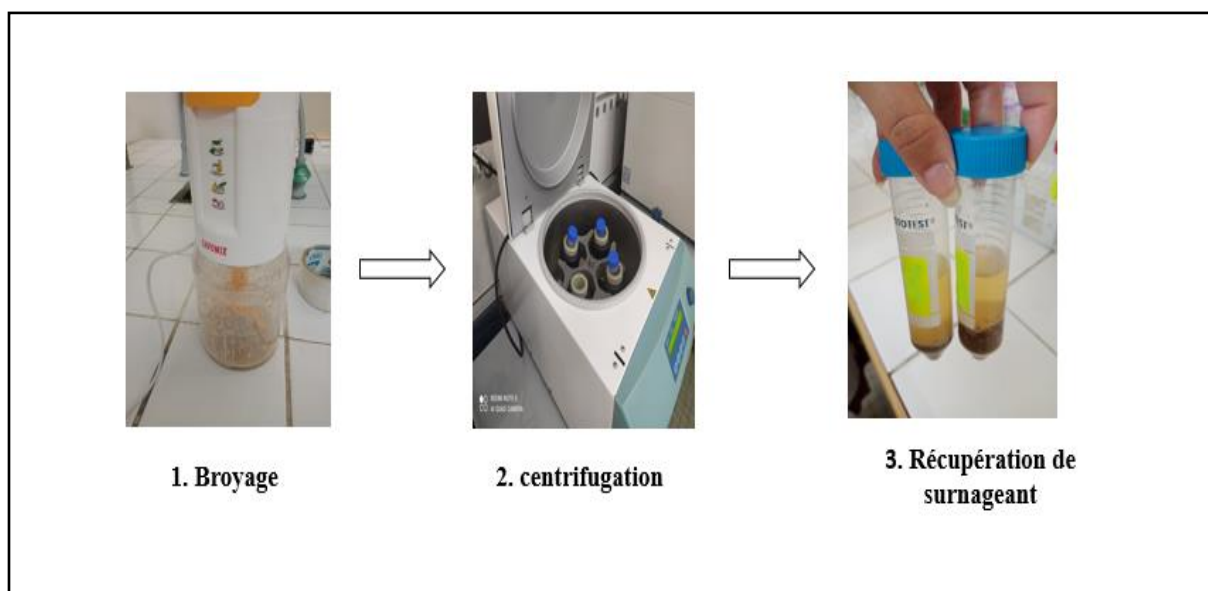 1. Broyage
2. centrifugation
3. Récupération de
surnageant